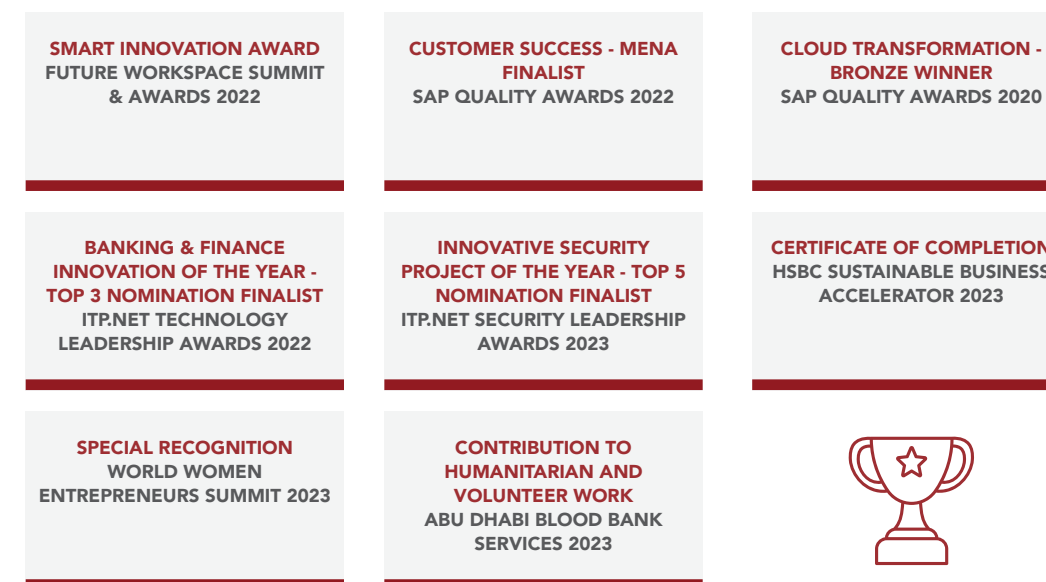 SMART INNOVATION AWARD
FUTURE WORKSPACE SUMMIT
& AWARDS 2022
CUSTOMER SUCCESS - MENA
FINALIST
SAP QUALITY AWARDS 2022
CLOUD TRANSFORMATION -
BRONZE WINNER
SAP QUALITY AWARDS 2020
BANKING & FINANCE
INNOVATION OF THE YEAR -
TOP 3 NOMINATION FINALIST
ITP.NET TECHNOLOGY
LEADERSHIP AWARDS 2022
INNOVATIVE SECURITY
PROJECT OF THE YEAR - TOP 5
NOMINATION FINALIST
ITP.NET SECURITY LEADERSHIP
AWARDS 2023
CERTIFICATE OF COMPLETION
HSBC SUSTAINABLE BUSINESS
ACCELERATOR 2023
SPECIAL RECOGNITION
WORLD WOMEN
ENTREPRENEURS SUMMIT 2023
CONTRIBUTION TO
HUMANITARIAN AND
VOLUNTEER WORK
ABU DHABI BLOOD BANK
SERVICES 2023